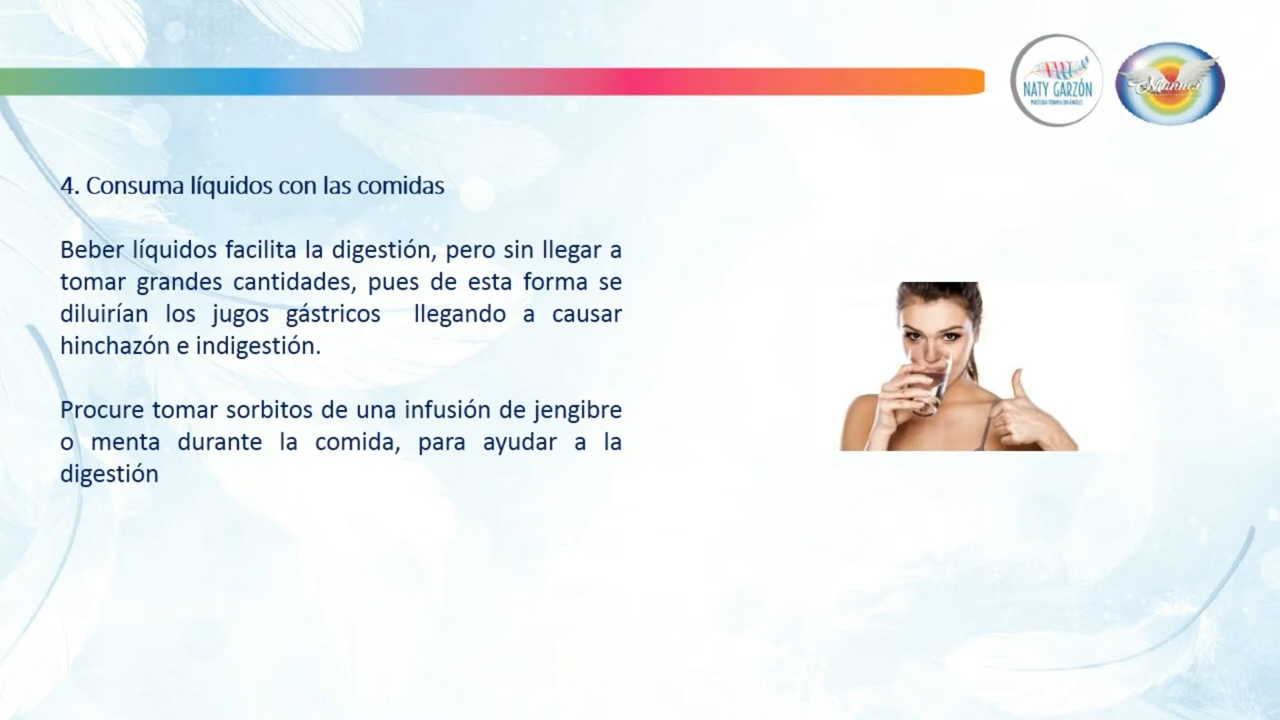 NATY GARZÓN
4. Consuma líquidos con las comidas
Beber líquidos facilita la digestión, pero sin llegar a
tomar grandes cantidades, pues de esta forma se
diluirían los jugos gástricos llegando a causar
hinchazón e indigestión.
Procure tomar sorbitos de una infusión de jengibre
o menta durante la comida, para ayudar a la
digestión